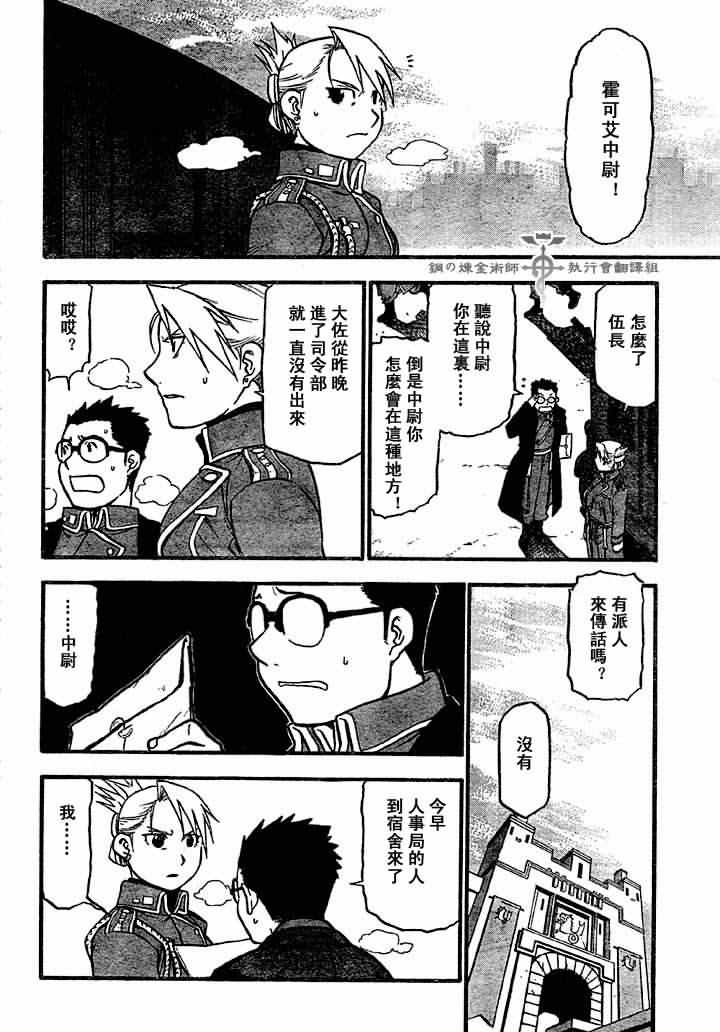 霍可艾中尉！
鋼の煉金術師
執行會翻譯組
怎麼了
伍長
聽說中尉
你在這裏……
倒是中尉你
怎麼會在這種地方！
大佐從昨晚
進了司令部
就一直沒有出來
哎哎？
有派人
來傳話嗎？
沒有
……中尉
今早
人事局的人
到宿舍來了
我……